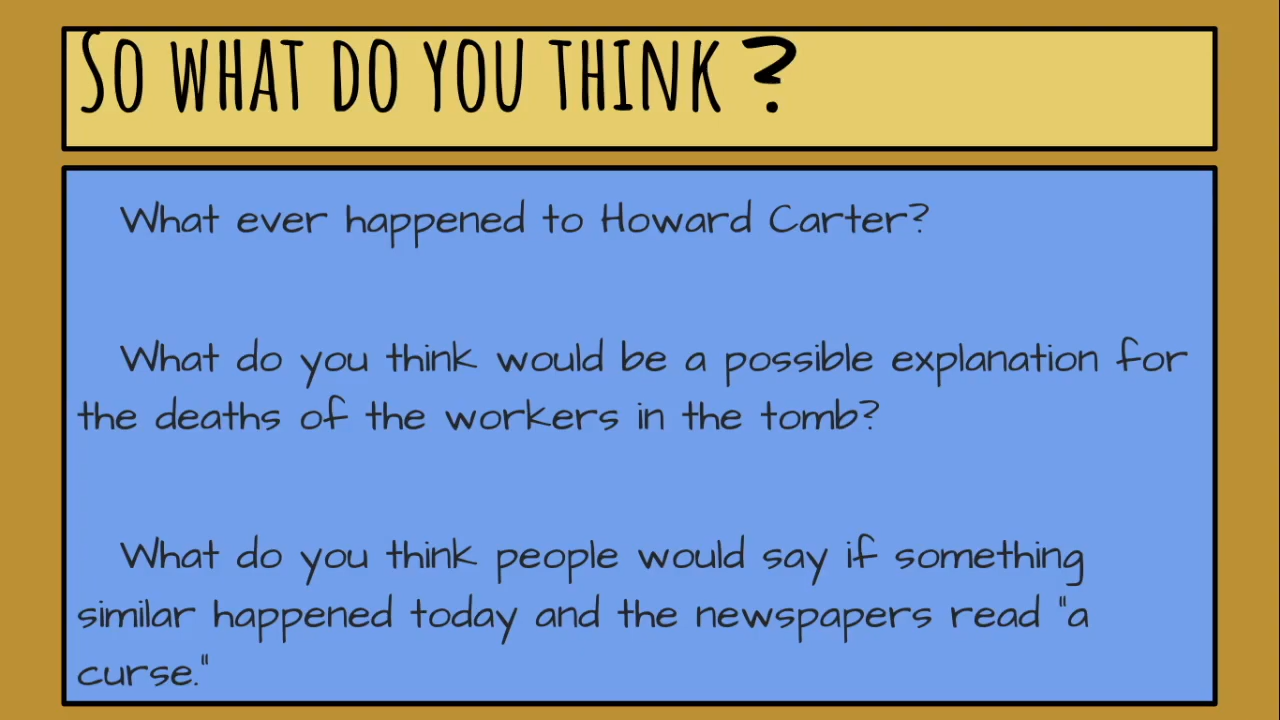 So what do you think ?
What ever happened to Howard Carter?
What do you think would be a possible explanation for
the deaths of the workers in the tomb?
What do you think people would say if something
similar happened today and the newspapers read "a
curse."